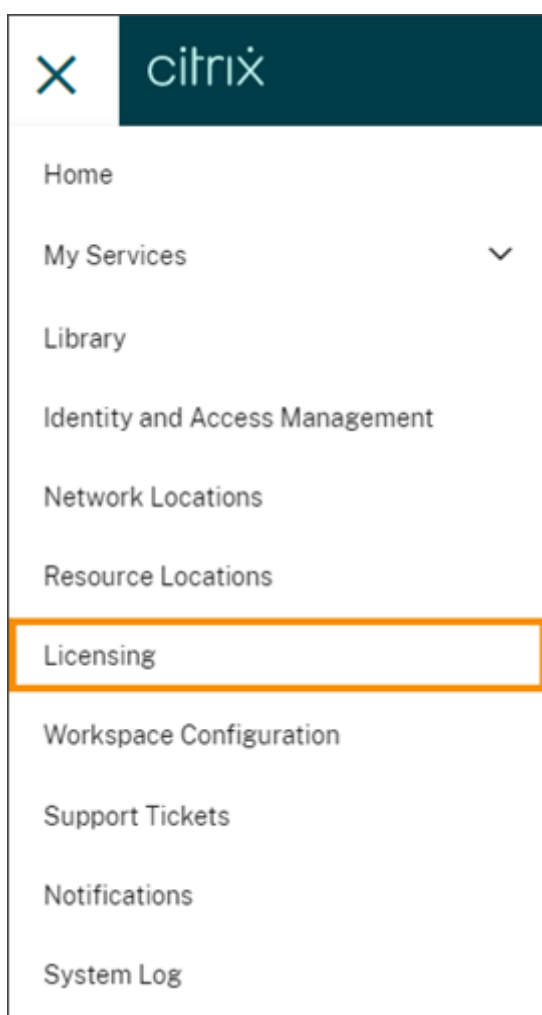 citrix
Home
My Services
Library
Identity and Access Management
Network Locations
Resource Locations
Licensing
Workspace Configuration
Support Tickets
Notifications
System Log